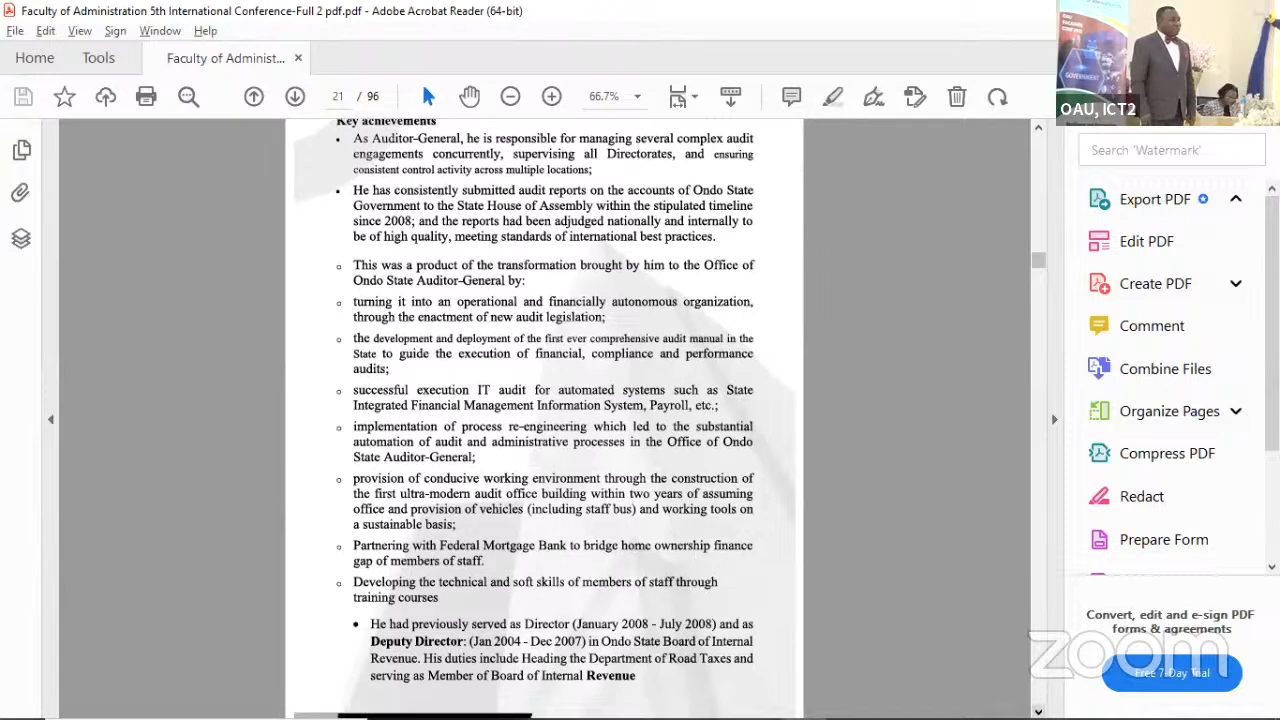 Faculty of Administration 5th International Conference-Full 2 pdf.pdf - Adobe Acrobat Reader (64-bit)
File Edit View Sign Window Help
Home Tools Faculty of Administ... ×
21 / 96 66.7%
Key achievements
• As Auditor-General, he is responsible for managing several complex audit
engagements concurrently, supervising all Directorates, and ensuring
consistent control activity across multiple locations;
• He has consistently submitted audit reports on the accounts of Ondo State
Government to the State House of Assembly within the stipulated timeline
since 2008; and the reports had been adjudged nationally and internally to
be of high quality, meeting standards of international best practices.
o This was a product of the transformation brought by him to the Office of
Ondo State Auditor-General by:
o turning it into an operational and financially autonomous organization,
through the enactment of new audit legislation;
o the development and deployment of the first ever comprehensive audit manual in the
State to guide the execution of financial, compliance and performance
audits;
o successful execution IT audit for automated systems such as State
Integrated Financial Management Information System, Payroll, etc.;
o implementation of process re-engineering which led to the substantial
automation of audit and administrative processes in the Office of Ondo
State Auditor-General;
o provision of conducive working environment through the construction of
the first ultra-modern audit office building within two years of assuming
office and provision of vehicles (including staff bus) and working tools on
a sustainable basis;
o Partnering with Federal Mortgage Bank to bridge home ownership finance
gap of members of staff.
o Developing the technical and soft skills of members of staff through
training courses
• He had previously served as Director (January 2008 - July 2008) and as
Deputy Director: (Jan 2004 - Dec 2007) in Ondo State Board of Internal
Revenue. His duties include Heading the Department of Road Taxes and
serving as Member of Board of Internal Revenue
GOVERNMENT
OAU, ICT2
Search 'Watermark'
Export PDF
Edit PDF
Create PDF
Comment
Combine Files
Organize Pages
Compress PDF
Redact
Prepare Form
Convert, edit and e-sign PDF
forms & agreements
Free 7-Day Trial
zoom